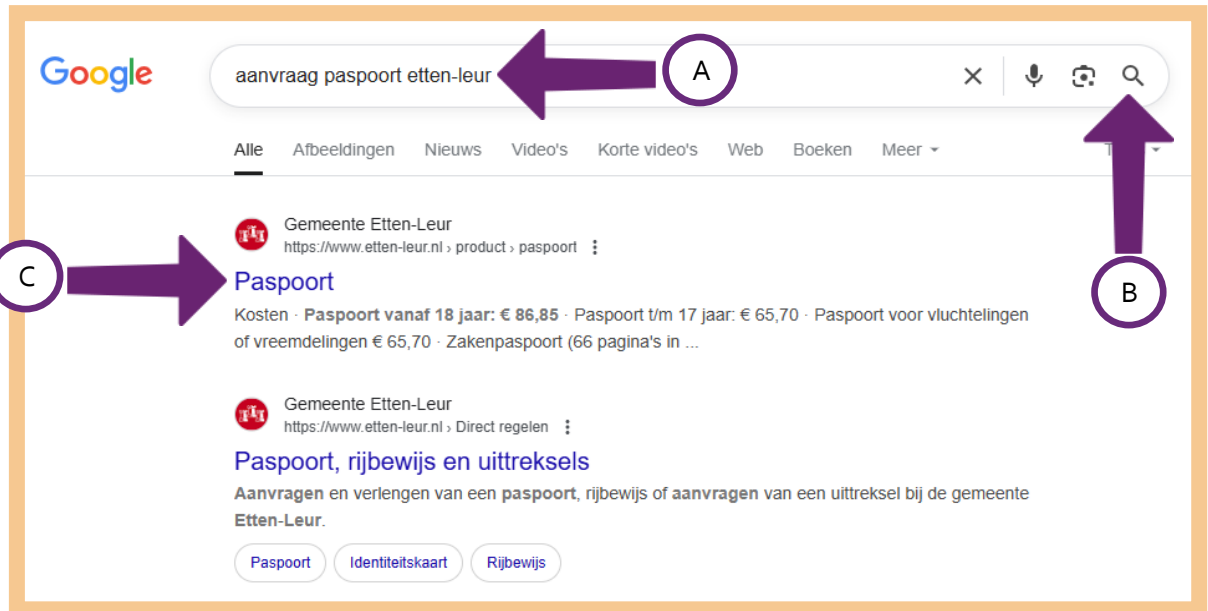 Google
aanvraag paspoort etten-leur
A
Alle Afbeeldingen Nieuws Video's Korte video's Web Boeken Meer
Gemeente Etten-Leur
https://www.etten-leur.nl › product › paspoort
C
Paspoort
B
Kosten · Paspoort vanaf 18 jaar: € 86,85 · Paspoort t/m 17 jaar: € 65,70 · Paspoort voor vluchtelingen
of vreemdelingen € 65,70 · Zakenpaspoort (66 pagina's in ...
Gemeente Etten-Leur
https://www.etten-leur.nl › Direct regelen
Paspoort, rijbewijs en uittreksels
Aanvragen en verlengen van een paspoort, rijbewijs of aanvragen van een uittreksel bij de gemeente
Etten-Leur.
Paspoort Identiteitskaart Rijbewijs